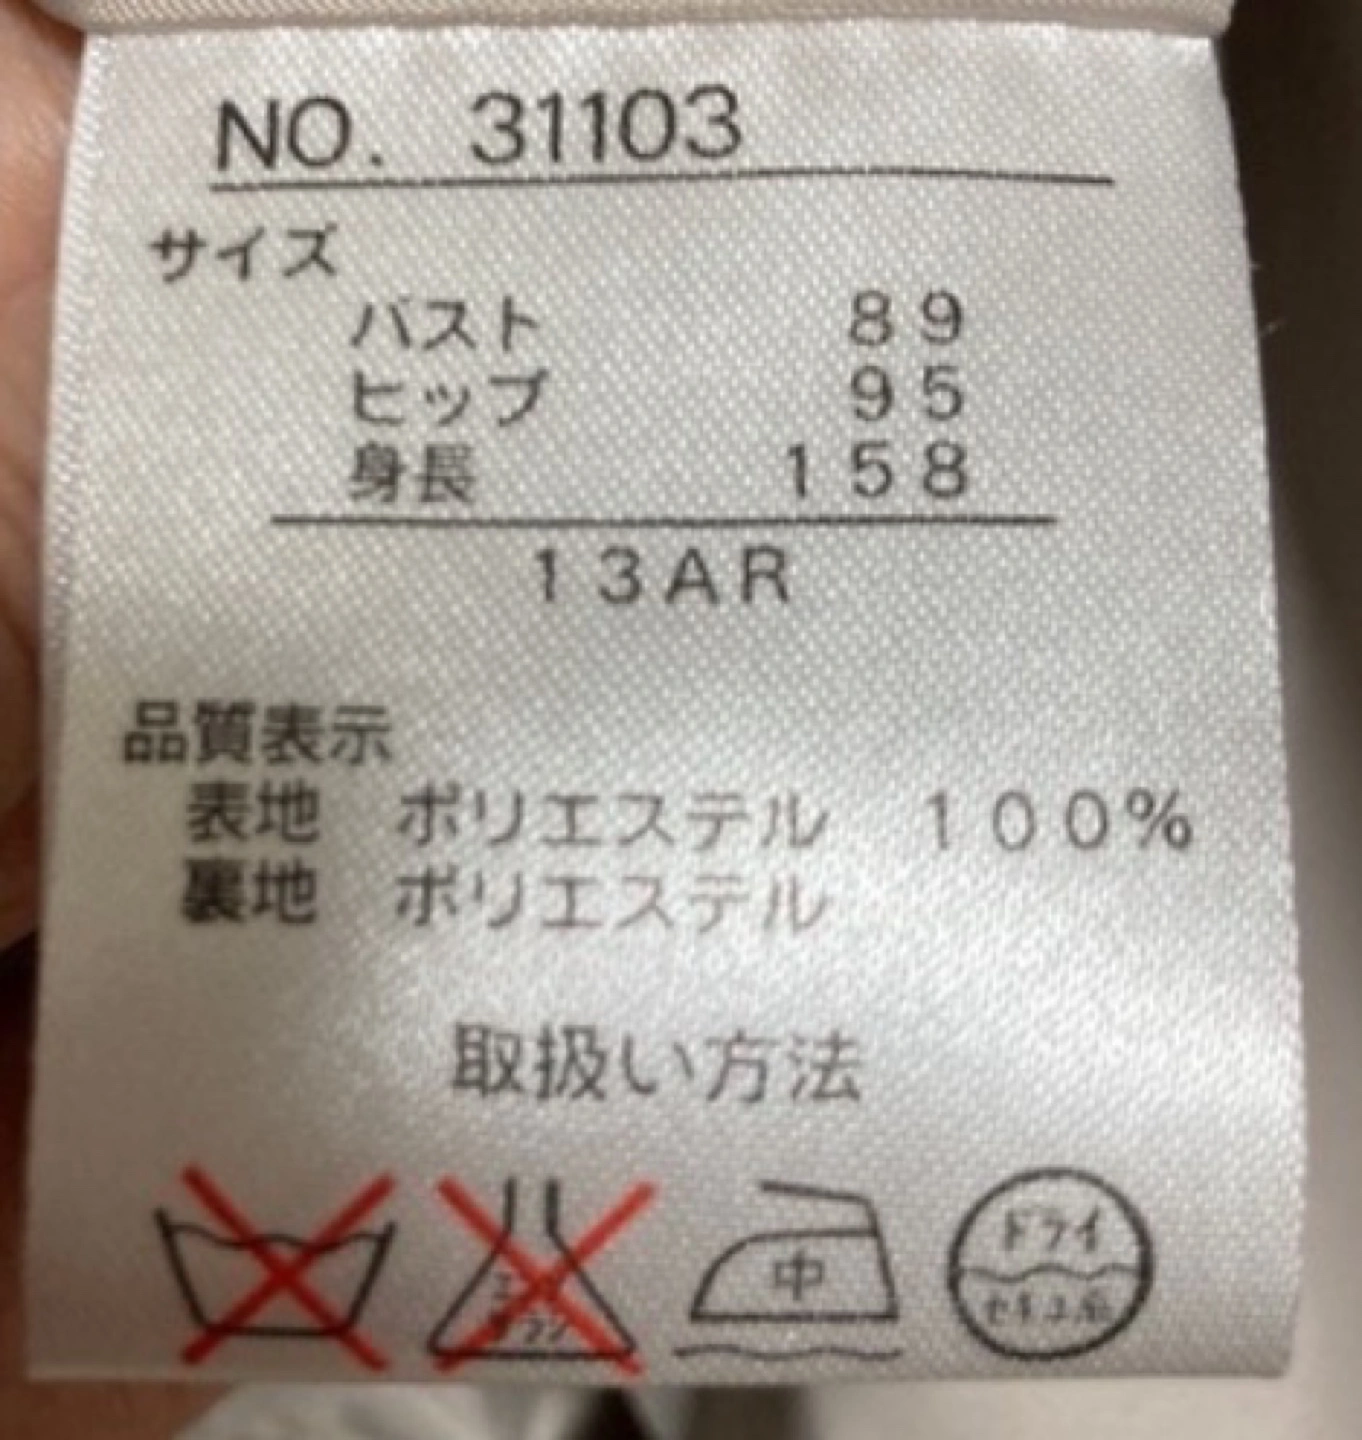 NO. 31103
サイズ
バスト 89
ヒップ 95
身長 158
13AR
品質表示
表地 ポリエステル 100%
裏地 ポリエステル
取扱い方法
中
ドライ
セキユ系